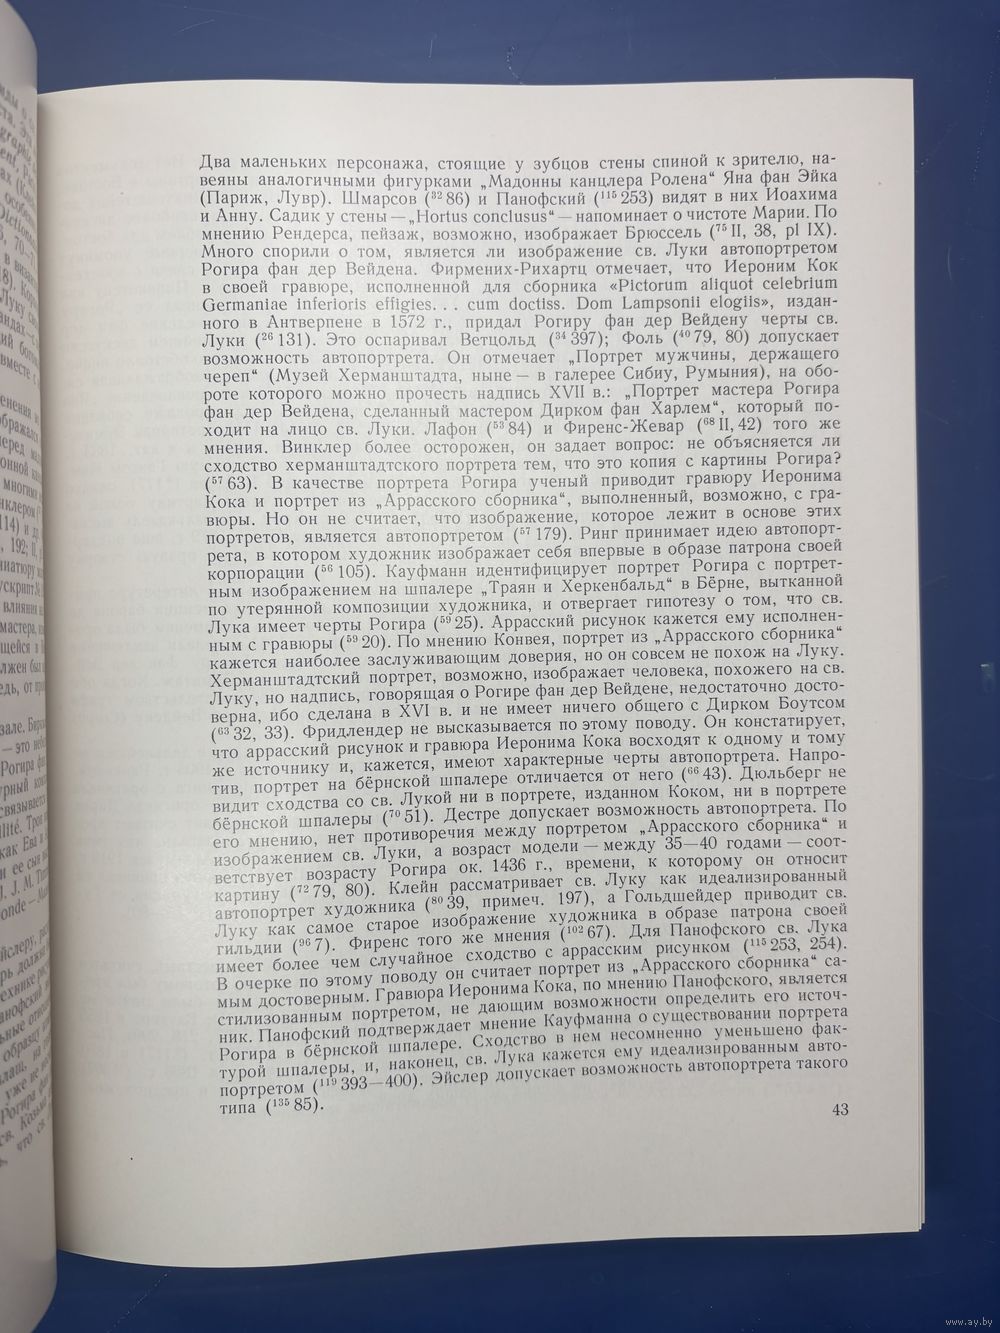 Два маленьких персонажа, стоящие у зубцов стены спиной к зрителю, на-
веяны аналогичными фигурками „Мадонны канцлера Ролена“ Яна фан Эйка
(Париж, Лувр). Шмарсов (³² 86) и Панофский (¹¹⁵ 253) видят в них Иоахима
и Анну. Садик у стены — „Hortus conclusus“ — напоминает о чистоте Марии. По
мнению Рендерса, пейзаж, возможно, изображает Брюссель (⁷⁵ II, 38, pl IX).
Много спорили о том, является ли изображение св. Луки автопортретом
Рогира фан дер Вейдена. Фирмених-Рихартц отмечает, что Иероним Кок
в своей гравюре, исполненной для сборника «Pictorum aliquot celebrium
Germaniae inferioris effigies. . . cum doctiss. Dom Lampsonii elogiis», издан-
ного в Антверпене в 1572 г., придал Рогиру фан дер Вейдену черты св.
Луки (²⁶ 131). Это оспаривал Ветцольд (³⁴ 397); Фоль (⁴⁰ 79, 80) допускает
возможность автопортрета. Он отмечает „Портрет мужчины, держащего
череп“ (Музей Херманштадта, ныне — в галерее Сибиу, Румыния), на обо-
роте которого можно прочесть надпись XVII в.: „Портрет мастера Рогира
фан дер Вейдена, сделанный мастером Дирком фан Харлем“, который по-
ходит на лицо св. Луки. Лафон (⁵³ 84) и Фиренс-Жевар (⁶⁸ II, 42) того же
мнения. Винклер более осторожен, он задает вопрос: не объясняется ли
сходство херманштадтского портрета тем, что это копия с картины Рогира?
(⁵⁷ 63). В качестве портрета Рогира ученый приводит гравюру Иеронима
Кока и портрет из „Аррасского сборника“, выполненный, возможно, с гра-
вюры. Но он не считает, что изображение, которое лежит в основе этих
портретов, является автопортретом (⁵⁷ 179). Ринг принимает идею автопорт-
рета, в котором художник изображает себя впервые в образе патрона своей
корпорации (⁵⁶ 105). Кауфманн идентифицирует портрет Рогира с портрет-
ным изображением на шпалере „Траян и Херкенбальд“ в Бёрне, вытканной
по утерянной композиции художника, и отвергает гипотезу о том, что св.
Лука имеет черты Рогира (⁵⁹ 25). Аррасский рисунок кажется ему исполнен-
ным с гравюры (⁵⁹ 20). По мнению Конвея, портрет из „Аррасского сборника“
кажется наиболее заслуживающим доверия, но он совсем не похож на Луку.
Херманштадтский портрет, возможно, изображает человека, похожего на св.
Луку, но надпись, говорящая о Рогире фан дер Вейдене, недостаточно досто-
верна, ибо сделана в XVI в. и не имеет ничего общего с Дирком Боутсом
(⁶³ 32, 33). Фридлендер не высказывается по этому поводу. Он констатирует,
что аррасский рисунок и гравюра Иеронима Кока восходят к одному и тому
же источнику и, кажется, имеют характерные черты автопортрета. Напро-
тив, портрет на бёрнской шпалере отличается от него (⁶⁶ 43). Дюльберг не
видит сходства со св. Лукой ни в портрете, изданном Коком, ни в портрете
бёрнской шпалеры (⁷⁰ 51). Дестре допускает возможность автопортрета. По
его мнению, нет противоречия между портретом „Аррасского сборника“ и
изображением св. Луки, а возраст модели — между 35—40 годами — соот-
ветствует возрасту Рогира ок. 1436 г., времени, к которому он относит
картину (⁷² 79, 80). Клейн рассматривает св. Луку как идеализированный
автопортрет художника (⁸⁰ 39, примеч. 197), а Гольдшейдер приводит св.
Луку как самое старое изображение художника в образе патрона своей
гильдии (⁹⁶ 7). Фиренс того же мнения (¹⁰² 67). Для Панофского св. Лука
имеет более чем случайное сходство с аррасским рисунком (¹¹⁵ 253, 254).
В очерке по этому поводу он считает портрет из „Аррасского сборника“ са-
мым достоверным. Гравюра Иеронима Кока, по мнению Панофского, является
стилизованным портретом, не дающим возможности определить его источ-
ник. Панофский подтверждает мнение Кауфманна о существовании портрета
Рогира в бёрнской шпалере. Сходство в нем несомненно уменьшено фак-
турой шпалеры, и, наконец, св. Лука кажется ему идеализированным авто-
портретом (¹¹⁹ 393—400). Эйслер допускает возможность автопортрета такого
типа (¹³⁵ 85).
43
www.ay.by